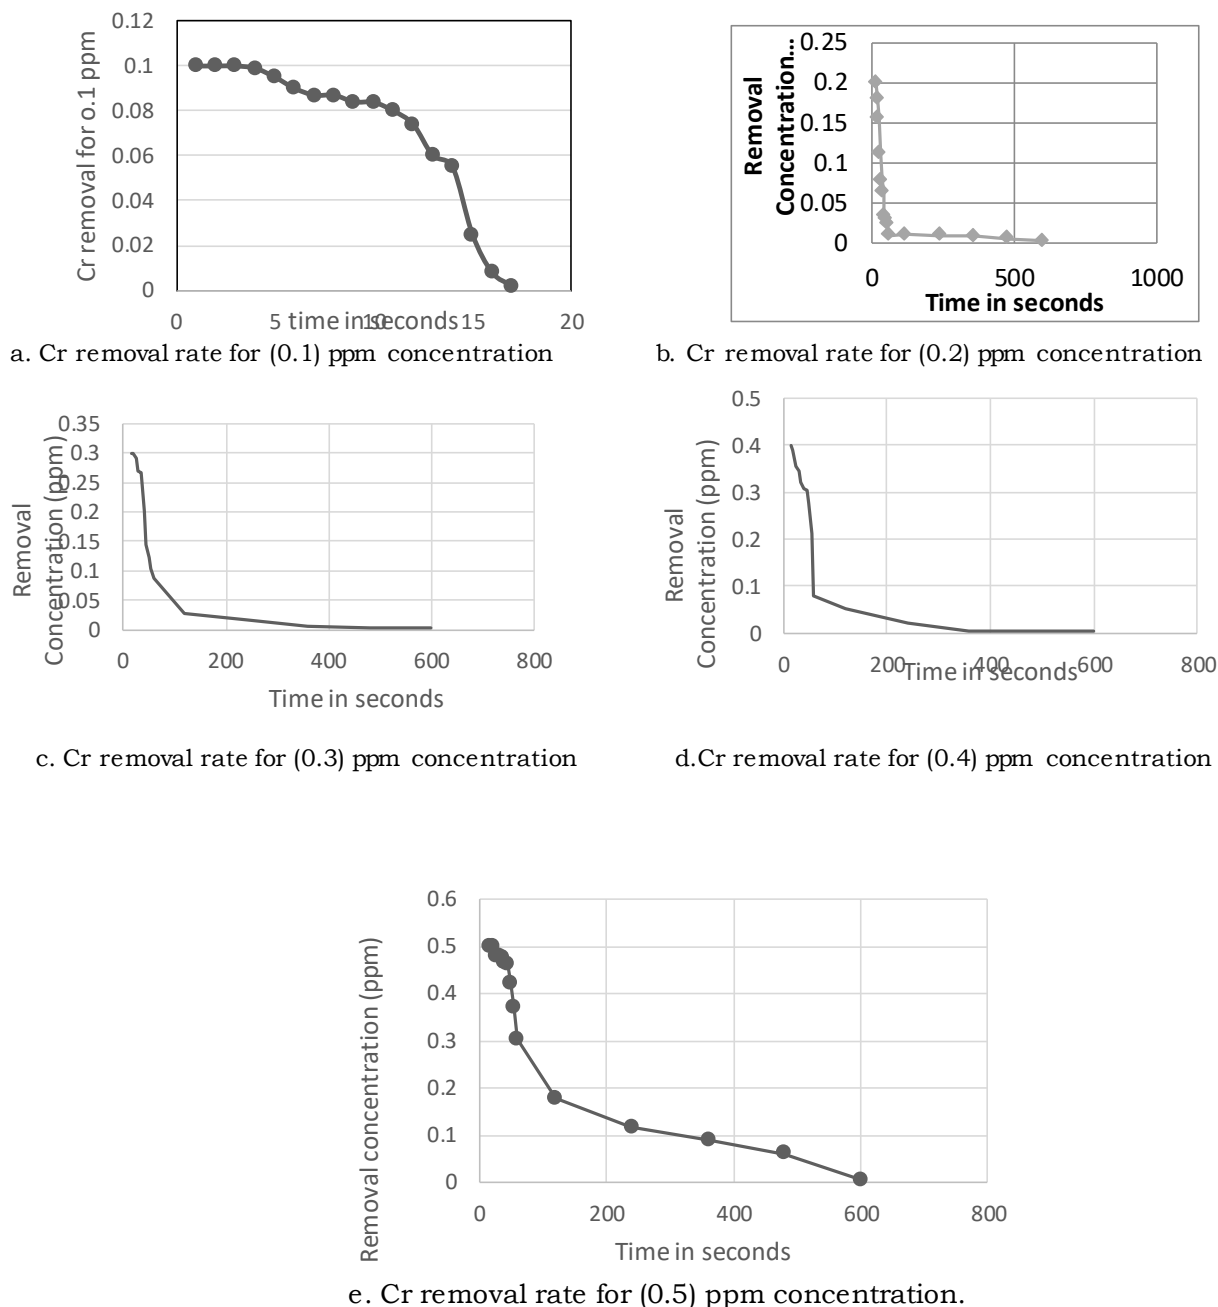 0.12
0.1
0.08
0.06
0.04
0.02
0
Cr removal for o.1 ppm
0 5 10 15 20
time in seconds
a. Cr removal rate for (0.1) ppm concentration
0.25
0.2
0.15
0.1
0.05
0
Removal
Concentration...
0 500 1000
Time in seconds
b. Cr removal rate for (0.2) ppm concentration
0.35
0.3
0.25
0.2
0.15
0.1
0.05
0
Removal
Concentration (ppm)
0 200 400 600 800
Time in seconds
c. Cr removal rate for (0.3) ppm concentration
0.5
0.4
0.3
0.2
0.1
0
Removal
Concentration (ppm)
0 200 400 600 800
Time in seconds
d.Cr removal rate for (0.4) ppm concentration
0.6
0.5
0.4
0.3
0.2
0.1
0
Removal concentration (ppm)
0 200 400 600 800
Time in seconds
e. Cr removal rate for (0.5) ppm concentration.